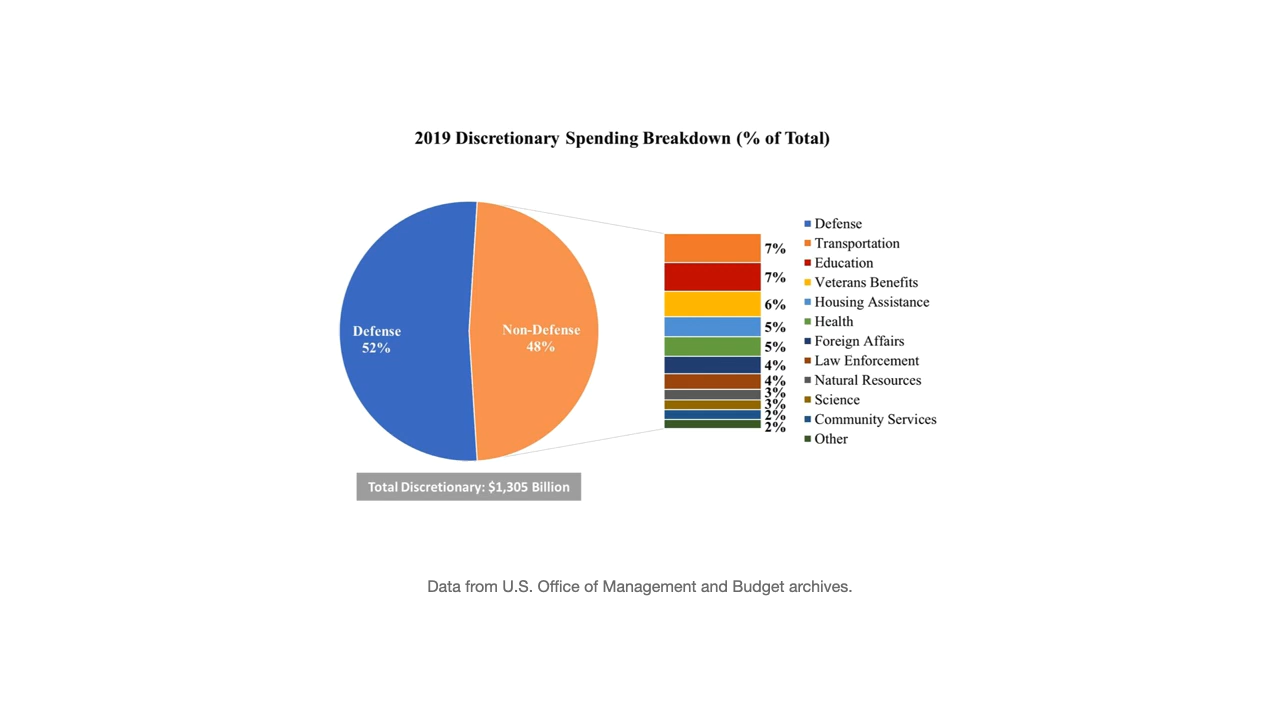 2019 Discretionary Spending Breakdown (% of Total)
Defense
52%
Non-Defense
48%
7%
7%
6%
5%
5%
4%
4%
3%
3%
2%
2%
Defense
Transportation
Education
Veterans Benefits
Housing Assistance
Health
Foreign Affairs
Law Enforcement
Natural Resources
Science
Community Services
Other
Total Discretionary: $1,305 Billion
Data from U.S. Office of Management and Budget archives.